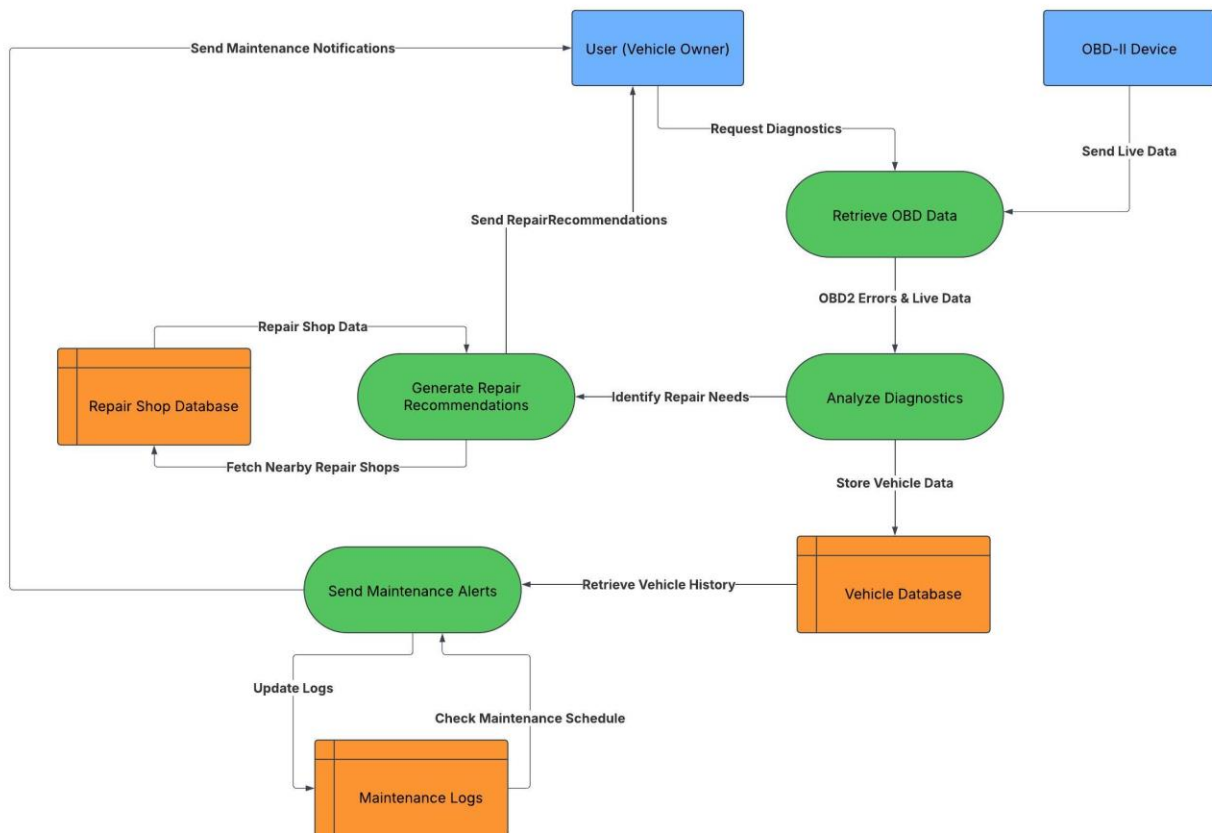 Send Maintenance Notifications
User (Vehicle Owner)
OBD-II Device
Request Diagnostics
Send Live Data
Retrieve OBD Data
Send RepairRecommendations
OBD2 Errors & Live Data
Repair Shop Data
Repair Shop Database
Generate Repair
Recommendations
Identify Repair Needs
Analyze Diagnostics
Fetch Nearby Repair Shops
Store Vehicle Data
Send Maintenance Alerts
Retrieve Vehicle History
Vehicle Database
Update Logs
Check Maintenance Schedule
Maintenance Logs